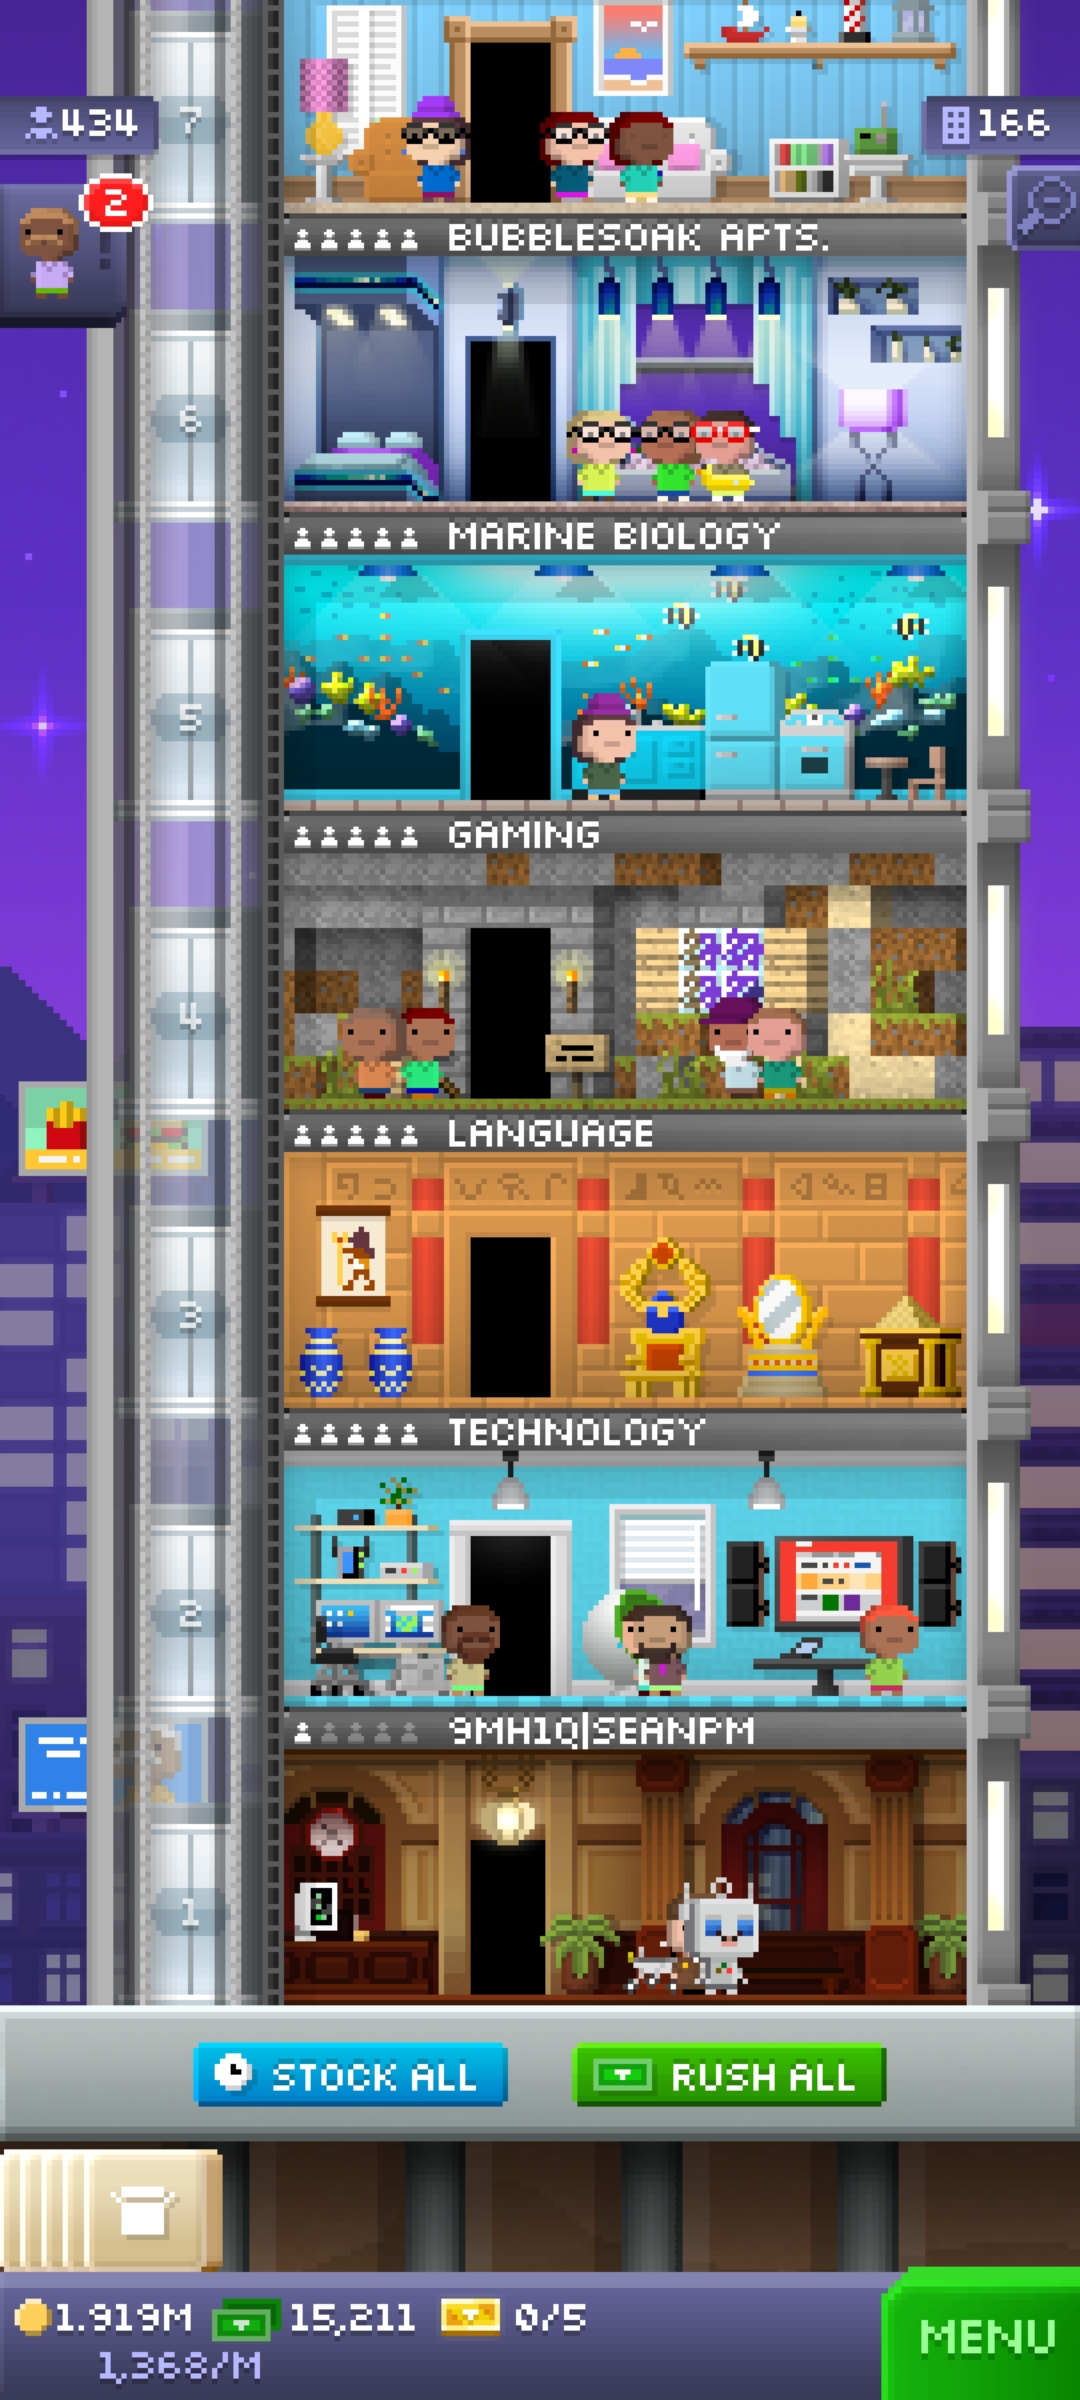 7
434
166
2
BUBBLESOAK APTS.
6
MARINE BIOLOGY
5
GAMING
4
LANGUAGE
3
TECHNOLOGY
2
9MH1Q|SEANPM
1
STOCK ALL
RUSH ALL
1.919M
15,211
0/5
1,368/M
MENU